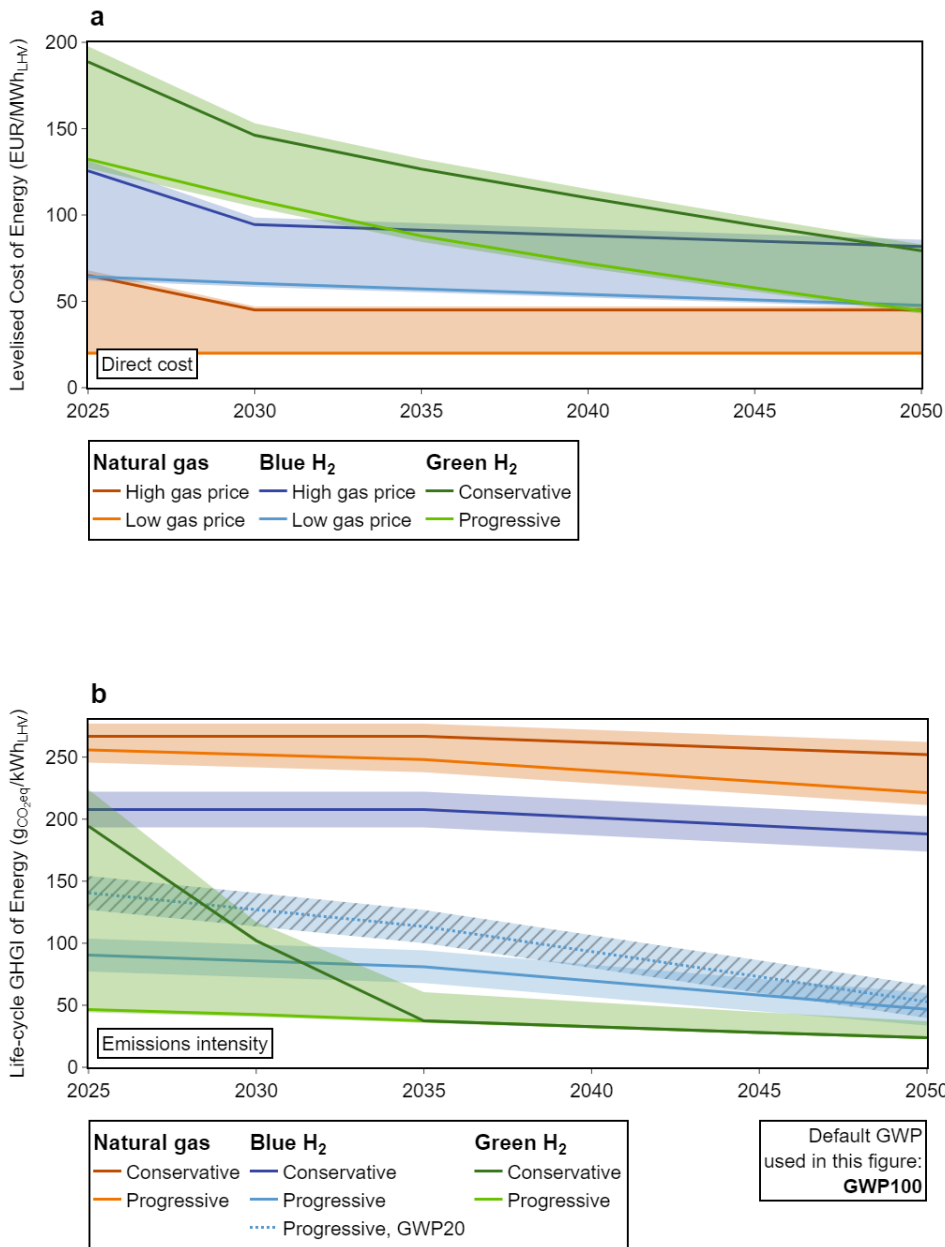 a
Levelised Cost of Energy (EUR/MWh_LHV)
200
150
100
50
0
Direct cost
2025 2030 2035 2040 2045 2050
Natural gas Blue H₂ Green H₂
High gas price High gas price Conservative
Low gas price Low gas price Progressive
b
Life-cycle GHGI of Energy (g_CO₂eq/kWh_LHV)
250
200
150
100
50
0
Emissions intensity
2025 2030 2035 2040 2045 2050
Natural gas Blue H₂ Green H₂
Conservative Conservative Conservative
Progressive Progressive Progressive
Progressive, GWP20
Default GWP
used in this figure:
GWP100